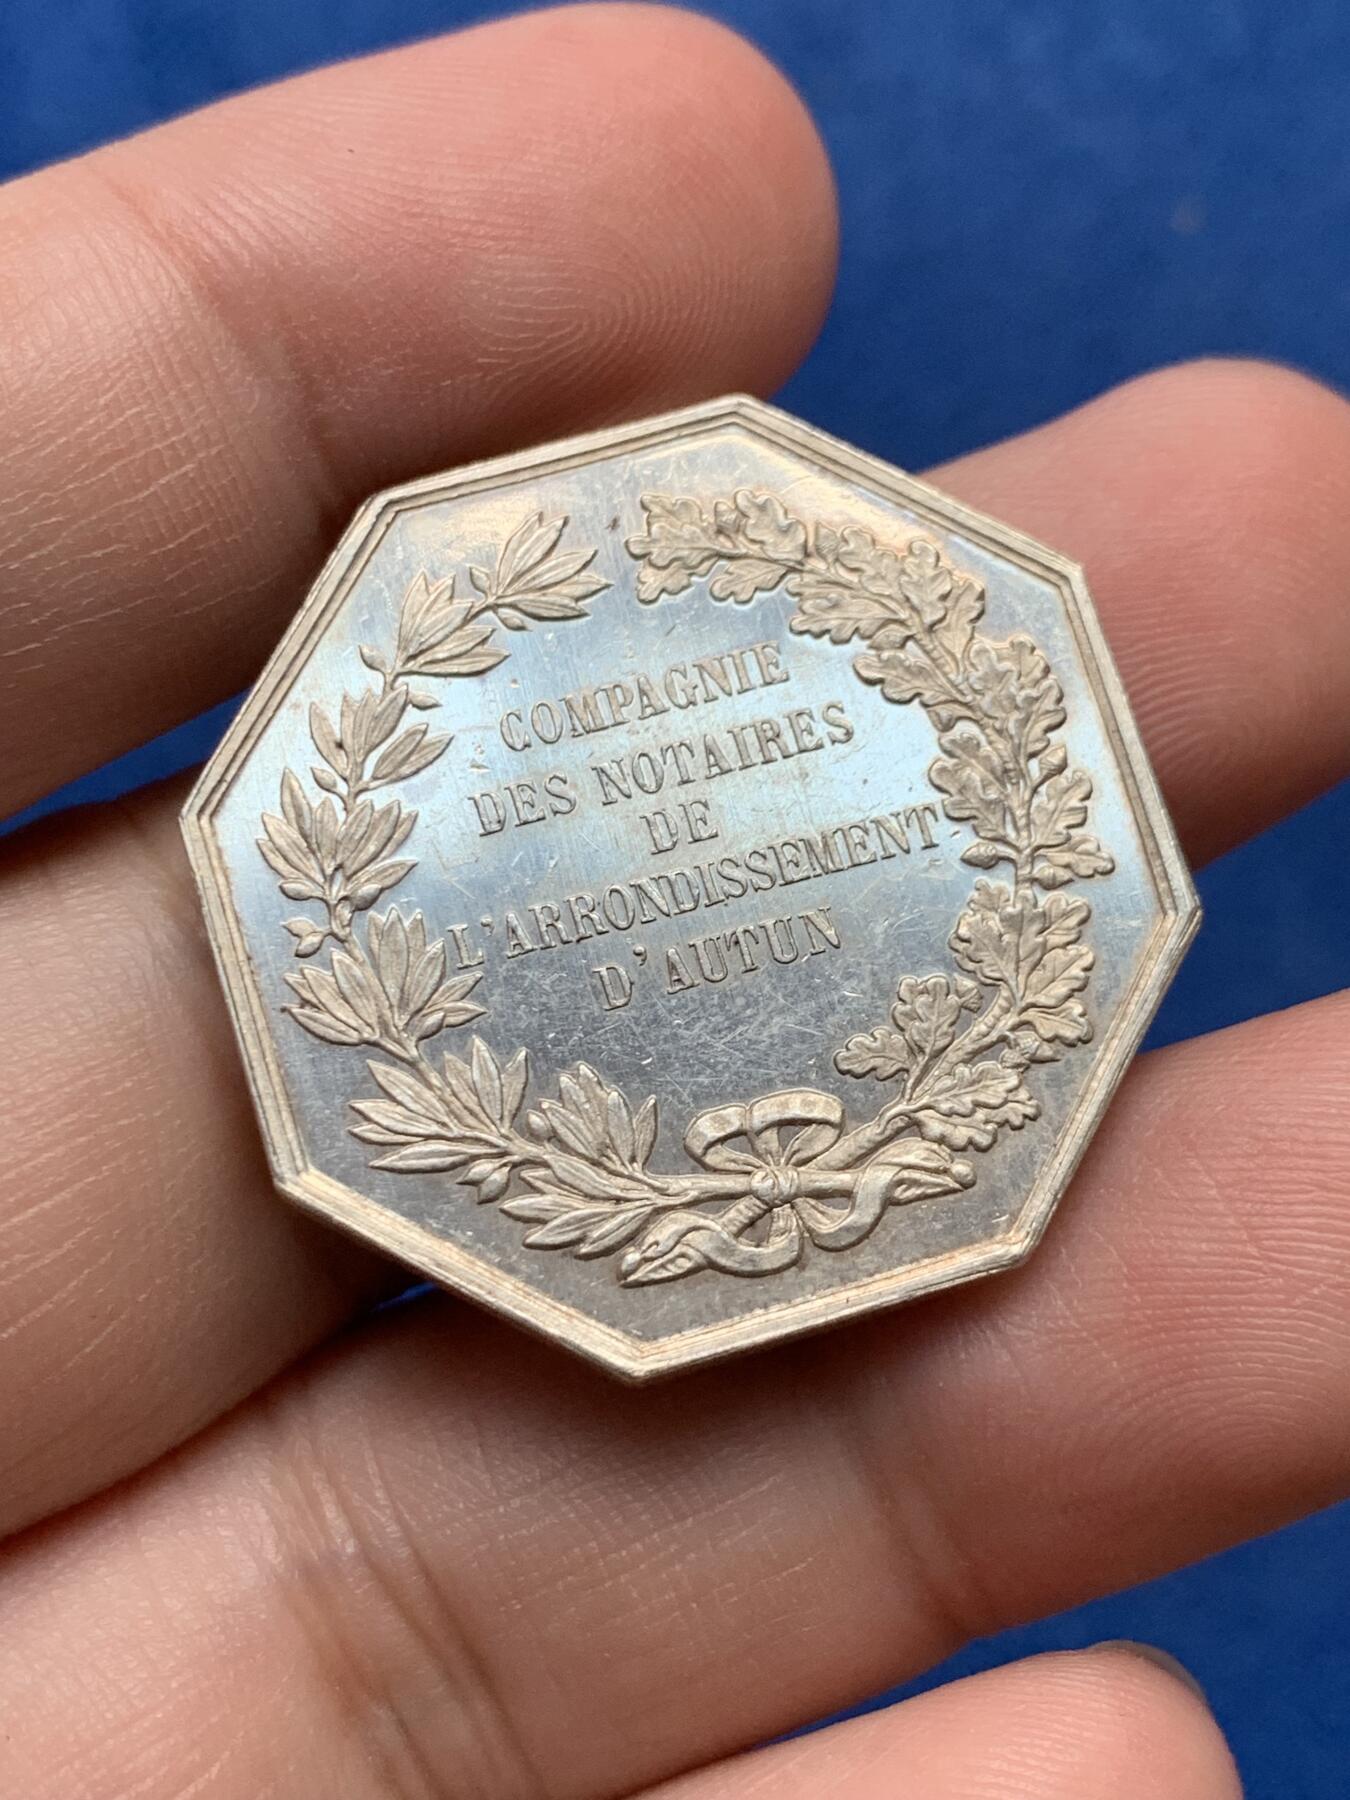 COMPAGNIE
DES NOTAIRES
DE
L'ARRONDISSEMENT
D'AUTUN